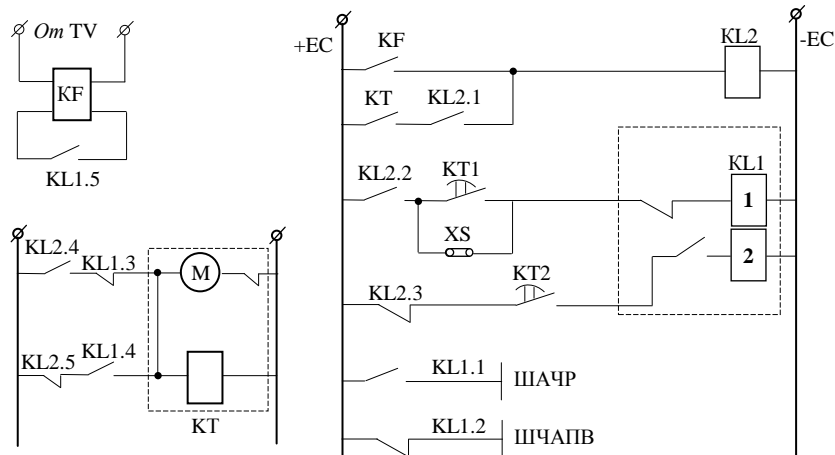 От TV
KF
KL1.5
KL2.4
KL1.3
M
KL2.5
KL1.4
KT
+EC
-EC
KF
KL2
KT
KL2.1
KL2.2
KT1
KL1
XS
1
2
KL2.3
KT2
KL1.1
ШАЧР
KL1.2
ШЧАПВ